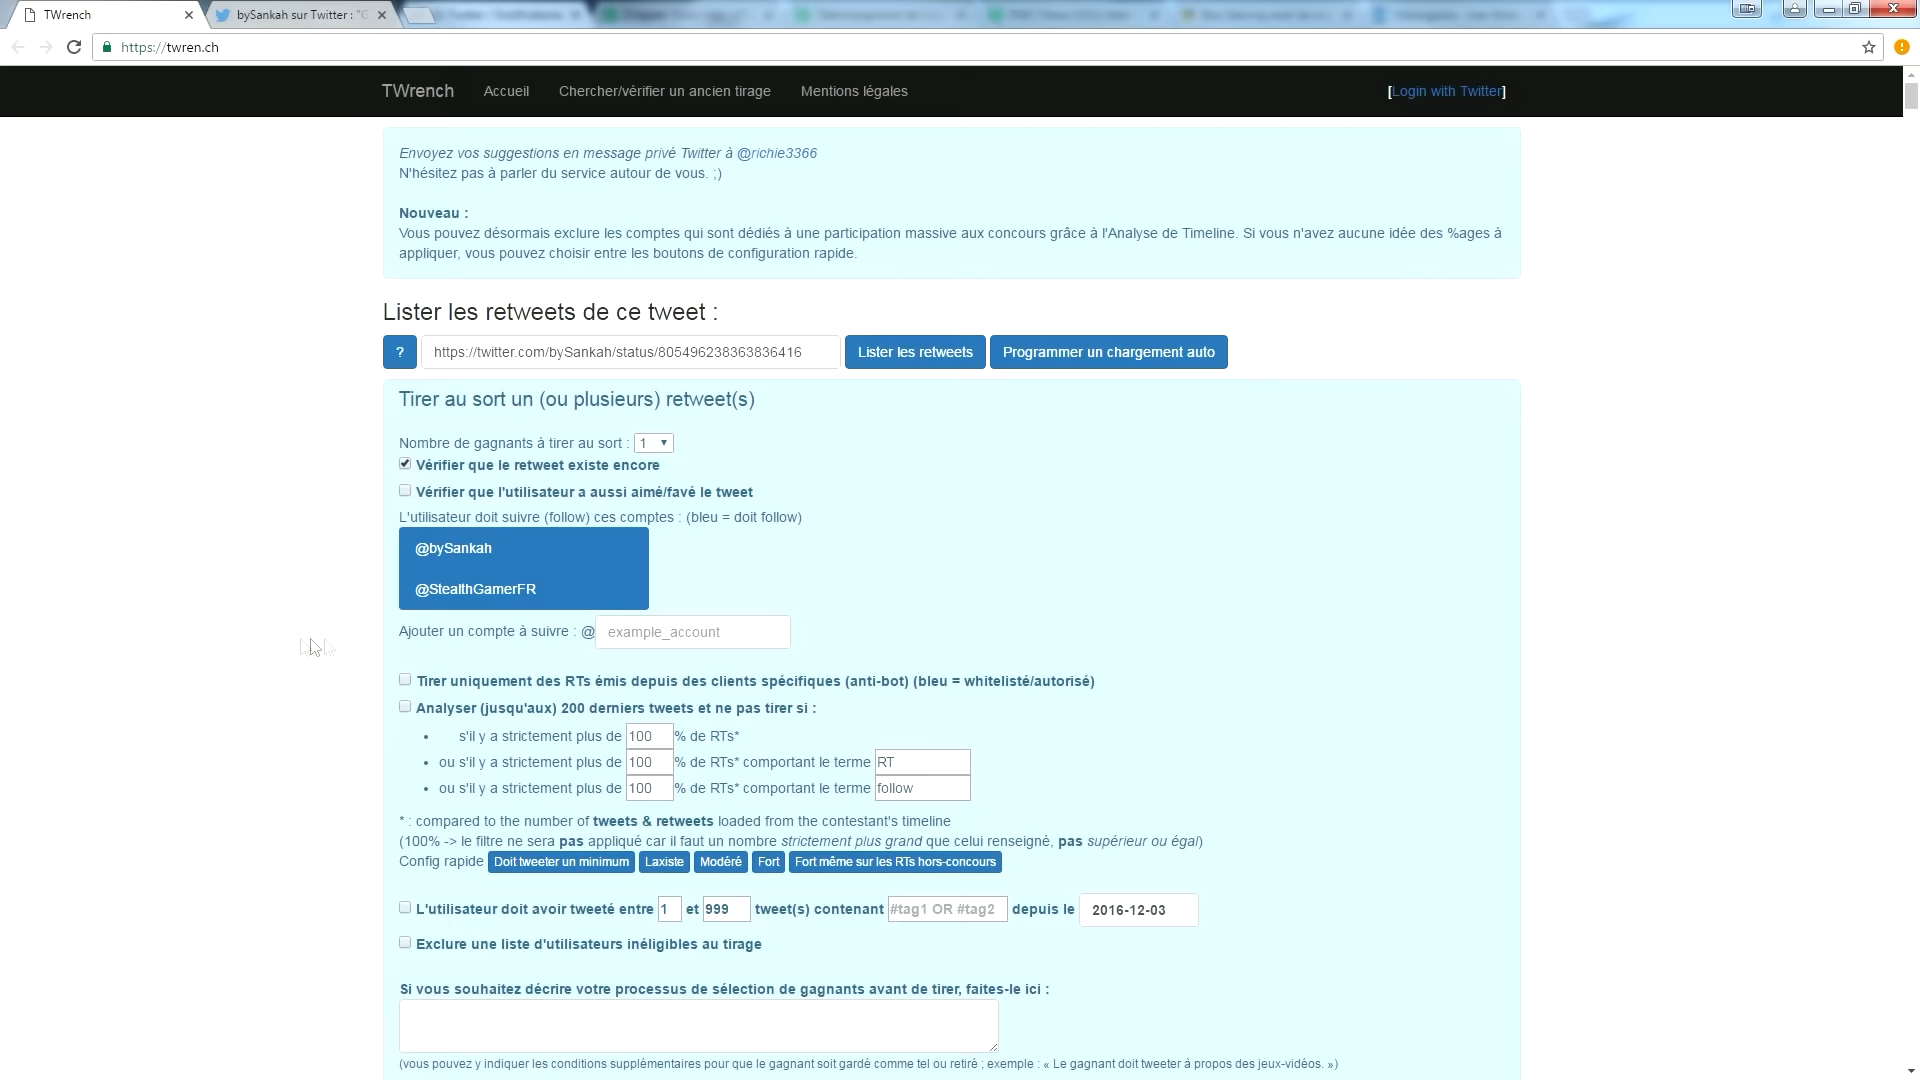 TWrench
bySankah sur Twitter : "G
https://twren.ch
TWrench Accueil Chercher/vérifier un ancien tirage Mentions légales [Login with Twitter]
Envoyez vos suggestions en message privé Twitter à @richie3366
N'hésitez pas à parler du service autour de vous. ;)
Nouveau :
Vous pouvez désormais exclure les comptes qui sont dédiés à une participation massive aux concours grâce à l'Analyse de Timeline. Si vous n'avez aucune idée des %ages à
appliquer, vous pouvez choisir entre les boutons de configuration rapide.
Lister les retweets de ce tweet :
? https://twitter.com/bySankah/status/805496238363836416 Lister les retweets Programmer un chargement auto
Tirer au sort un (ou plusieurs) retweet(s)
Nombre de gagnants à tirer au sort : 1
Vérifier que le retweet existe encore
Vérifier que l'utilisateur a aussi aimé/favé le tweet
L'utilisateur doit suivre (follow) ces comptes : (bleu = doit follow)
@bySankah
@StealthGamerFR
Ajouter un compte à suivre : @ example_account
Tirer uniquement des RTs émis depuis des clients spécifiques (anti-bot) (bleu = whitelisté/autorisé)
Analyser (jusqu'aux) 200 derniers tweets et ne pas tirer si :
• s'il y a strictement plus de 100 % de RTs*
• ou s'il y a strictement plus de 100 % de RTs* comportant le terme RT
• ou s'il y a strictement plus de 100 % de RTs* comportant le terme follow
* : compared to the number of tweets & retweets loaded from the contestant's timeline
(100% -> le filtre ne sera pas appliqué car il faut un nombre strictement plus grand que celui renseigné, pas supérieur ou égal)
Config rapide Doit tweeter un minimum Laxiste Modéré Fort Fort même sur les RTs hors-concours
L'utilisateur doit avoir tweeté entre 1 et 999 tweet(s) contenant #tag1 OR #tag2 depuis le 2016-12-03
Exclure une liste d'utilisateurs inéligibles au tirage
Si vous souhaitez décrire votre processus de sélection de gagnants avant de tirer, faites-le ici :
(vous pouvez y indiquer les conditions supplémentaires pour que le gagnant soit gardé comme tel ou retiré ; exemple : « Le gagnant doit tweeter à propos des jeux-vidéos. »)